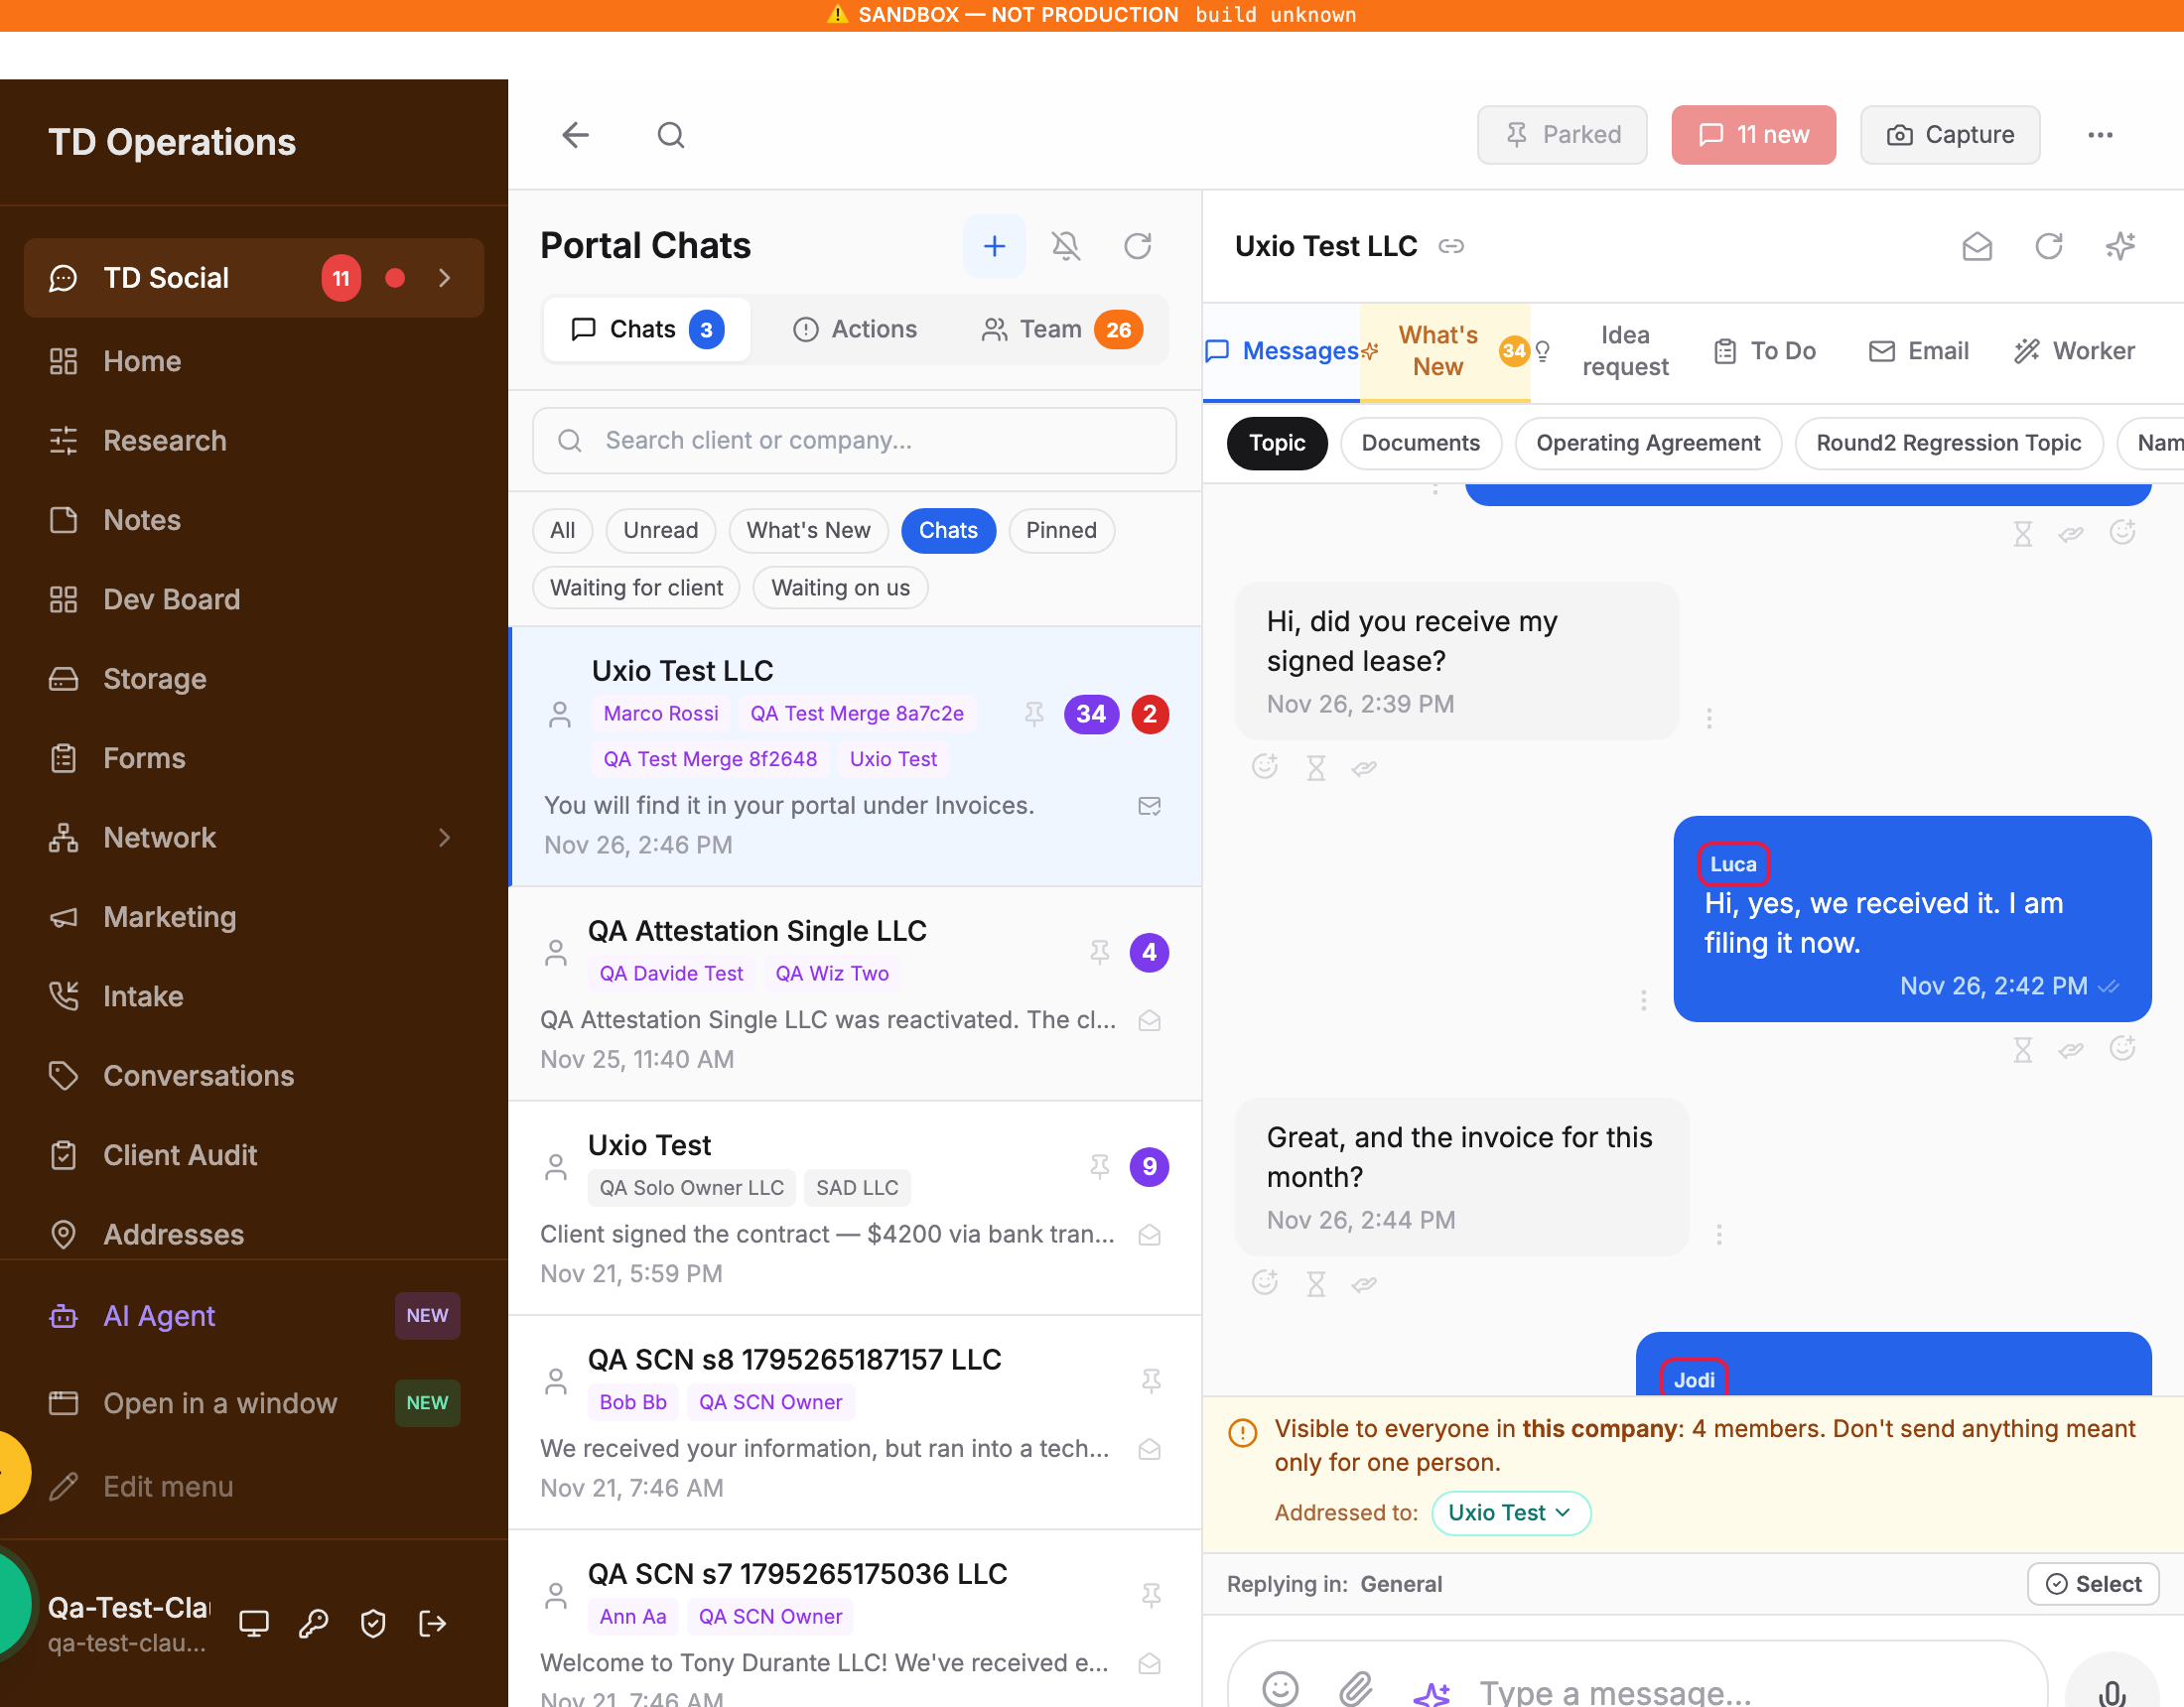 ⚠️ SANDBOX — NOT PRODUCTION build unknown
TD Operations
TD Social 11
Home
Research
Notes
Dev Board
Storage
Forms
Network
Marketing
Intake
Conversations
Client Audit
Addresses
AI Agent NEW
Open in a window NEW
Edit menu
qa-test-clau...
Parked
11 new
Capture
Portal Chats
Chats 3
Actions
Team 26
Search client or company...
All
Unread
What's New
Chats
Pinned
Waiting for client
Waiting on us
Uxio Test LLC
Marco Rossi
QA Test Merge 8a7c2e
34
2
QA Test Merge 8f2648
Uxio Test
You will find it in your portal under Invoices.
Nov 26, 2:46 PM
QA Attestation Single LLC
QA Davide Test
QA Wiz Two
4
QA Attestation Single LLC was reactivated. The cl...
Nov 25, 11:40 AM
Uxio Test
QA Solo Owner LLC
SAD LLC
9
Client signed the contract — $4200 via bank tran...
Nov 21, 5:59 PM
QA SCN s8 1795265187157 LLC
Bob Bb
QA SCN Owner
We received your information, but ran into a tech...
Nov 21, 7:46 AM
QA SCN s7 1795265175036 LLC
Ann Aa
QA SCN Owner
Welcome to Tony Durante LLC! We've received e...
Nov 21, 7:46 AM
Uxio Test LLC
Messages
What's
New
34
Idea
request
To Do
Email
Worker
Topic
Documents
Operating Agreement
Round2 Regression Topic
Hi, did you receive my
signed lease?
Nov 26, 2:39 PM
Luca
Hi, yes, we received it. I am
filing it now.
Nov 26, 2:42 PM
Great, and the invoice for this
month?
Nov 26, 2:44 PM
Jodi
Visible to everyone in this company: 4 members. Don't send anything meant
only for one person.
Addressed to: Uxio Test
Replying in: General
Select
Type a message...